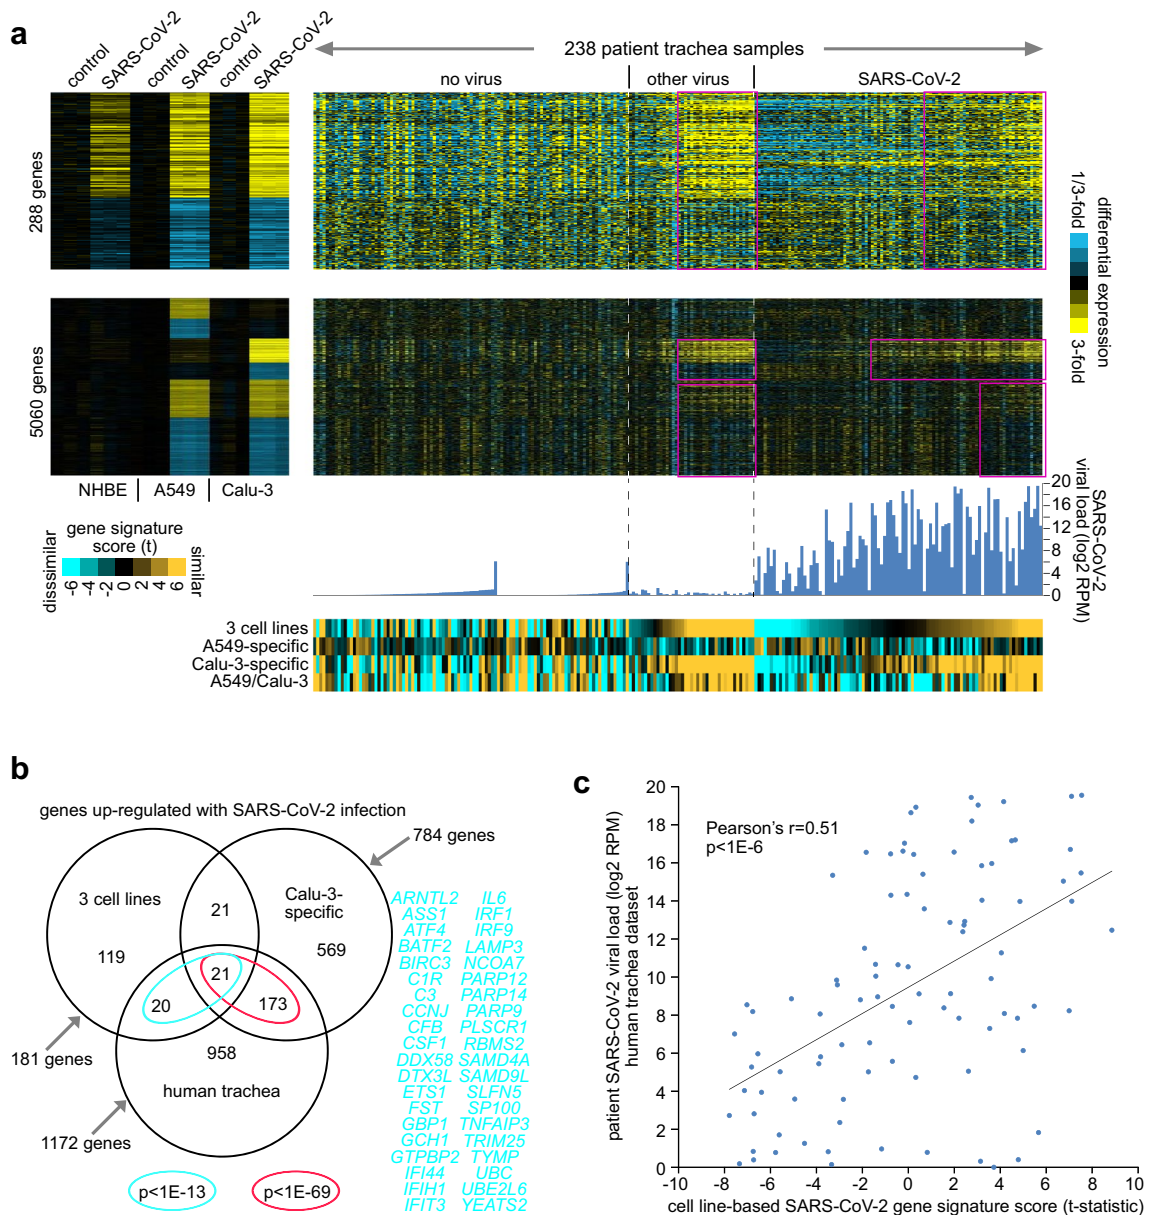 a
control
SARS-CoV-2
control
SARS-CoV-2
control
SARS-CoV-2
238 patient trachea samples
no virus
other virus
SARS-CoV-2
288 genes
5060 genes
1/3-fold
3-fold
differential expression
NHBE
A549
Calu-3
gene signature
score (t)
disssimilar
similar
-6
-4
-2
0
2
4
6
20
16
12
8
4
0
SARS-CoV-2
viral load (log2 RPM)
3 cell lines
A549-specific
Calu-3-specific
A549/Calu-3
b
genes up-regulated with SARS-CoV-2 infection
784 genes
3 cell lines
Calu-3-
specific
21
119
569
21
20
173
958
human trachea
181 genes
1172 genes
p<1E-13
p<1E-69
ARNTL2 IL6
ASS1 IRF1
ATF4 IRF9
BATF2 LAMP3
BIRC3 NCOA7
C1R PARP12
C3 PARP14
CCNJ PARP9
CFB PLSCR1
CSF1 RBMS2
DDX58 SAMD4A
DTX3L SAMD9L
ETS1 SLFN5
FST SP100
GBP1 TNFAIP3
GCH1 TRIM25
GTPBP2 TYMP
IFI44 UBC
IFIH1 UBE2L6
IFIT3 YEATS2
c
patient SARS-CoV-2 viral load (log2 RPM)
human trachea dataset
20
18
16
14
12
10
8
6
4
2
0
Pearson's r=0.51
p<1E-6
-10
-8
-6
-4
-2
0
2
4
6
8
10
cell line-based SARS-CoV-2 gene signature score (t-statistic)